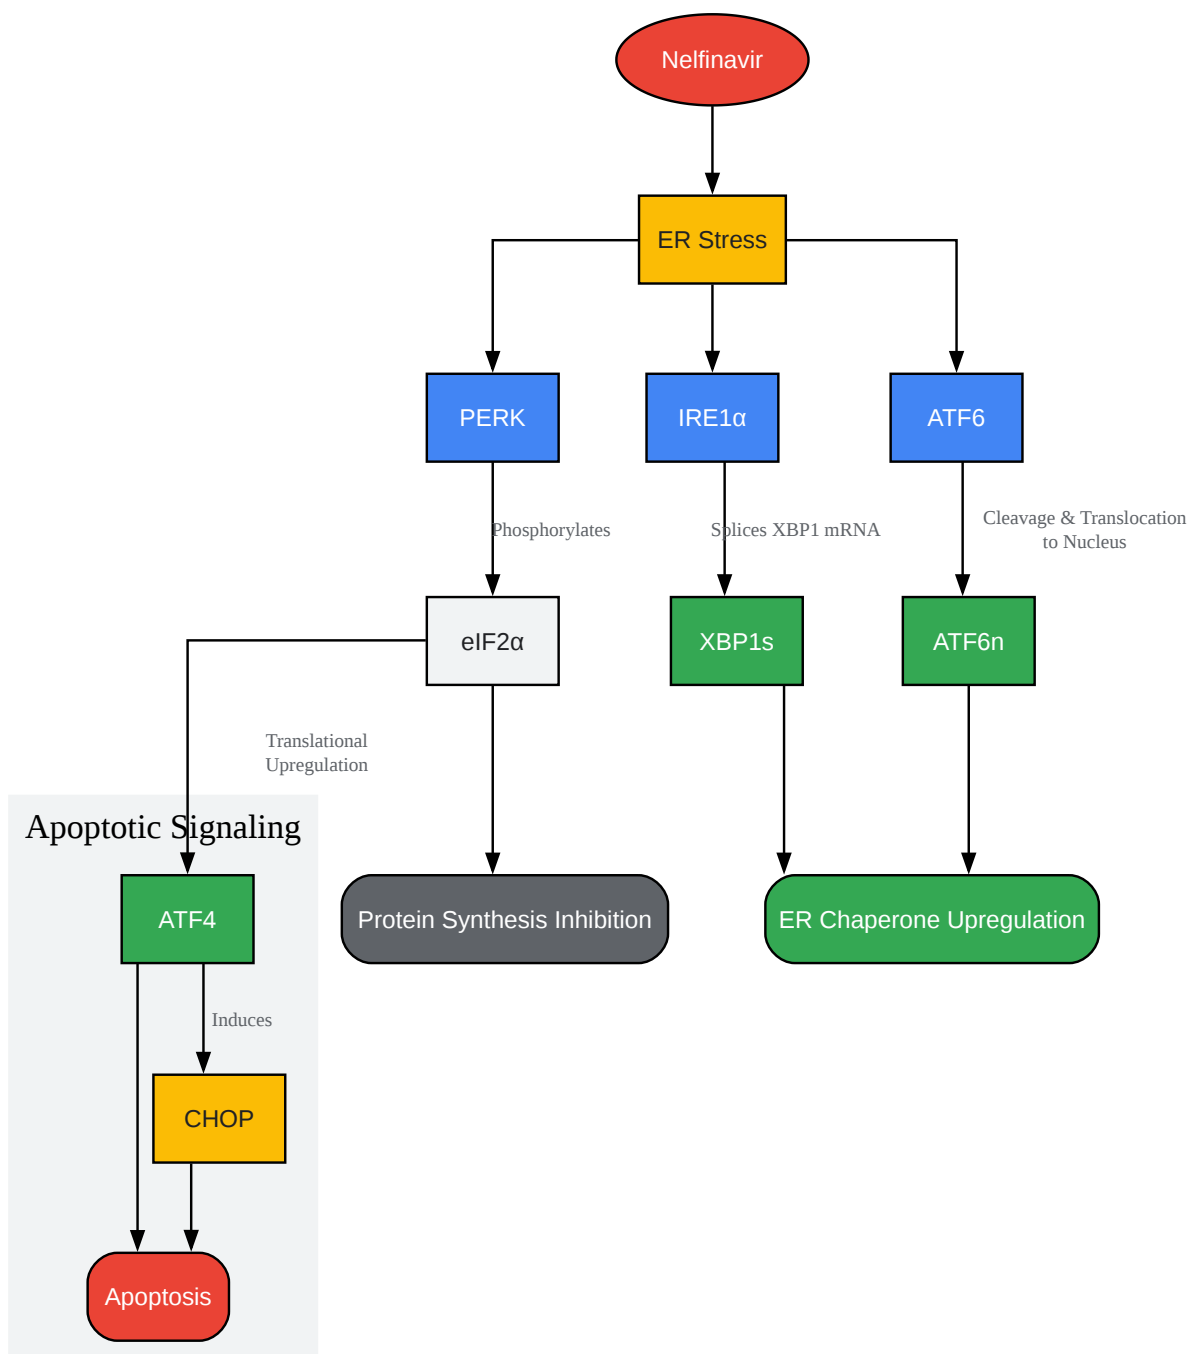 Nelfinavir
ER Stress
PERK
IRE1α
ATF6
Phosphorylates
Splices XBP1 mRNA
Cleavage & Translocation
to Nucleus
eIF2α
XBP1s
ATF6n
Translational
Upregulation
Apoptotic Signaling
ATF4
Protein Synthesis Inhibition
ER Chaperone Upregulation
Induces
CHOP
Apoptosis